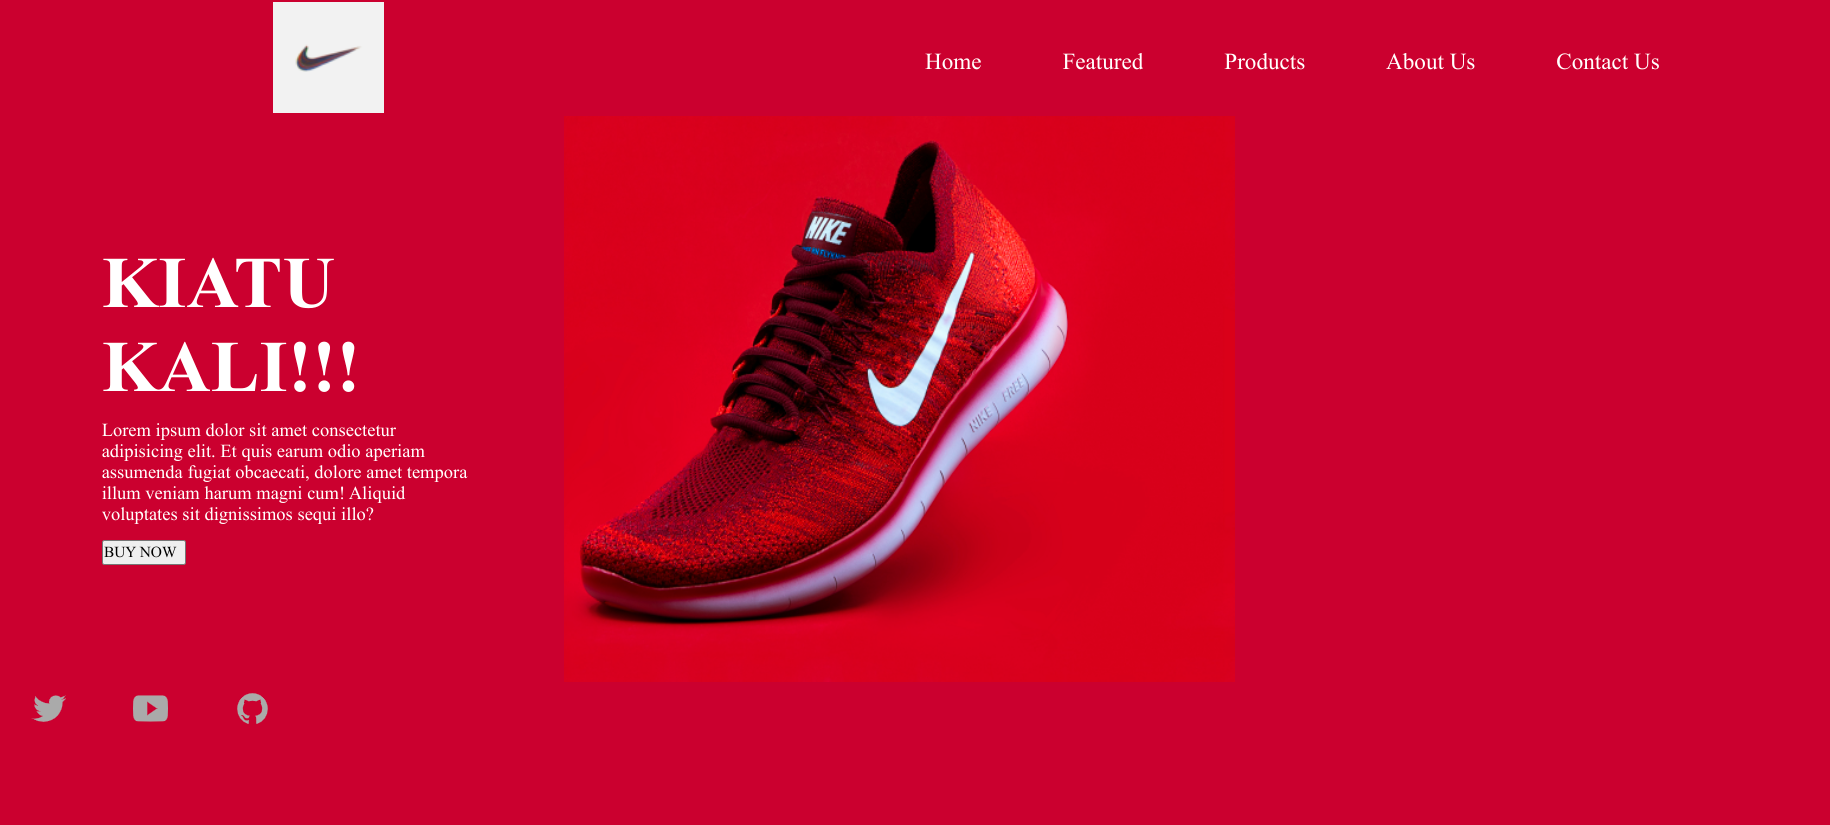 Home
Featured
Products
About Us
Contact Us
NIKE
KIATU
KALI!!!
NIKE FREE
Lorem ipsum dolor sit amet consectetur
adipisicing elit. Et quis earum odio aperiam
assumenda fugiat obcaecati, dolore amet tempora
illum veniam harum magni cum! Aliquid
voluptates sit dignissimos sequi illo?
BUY NOW